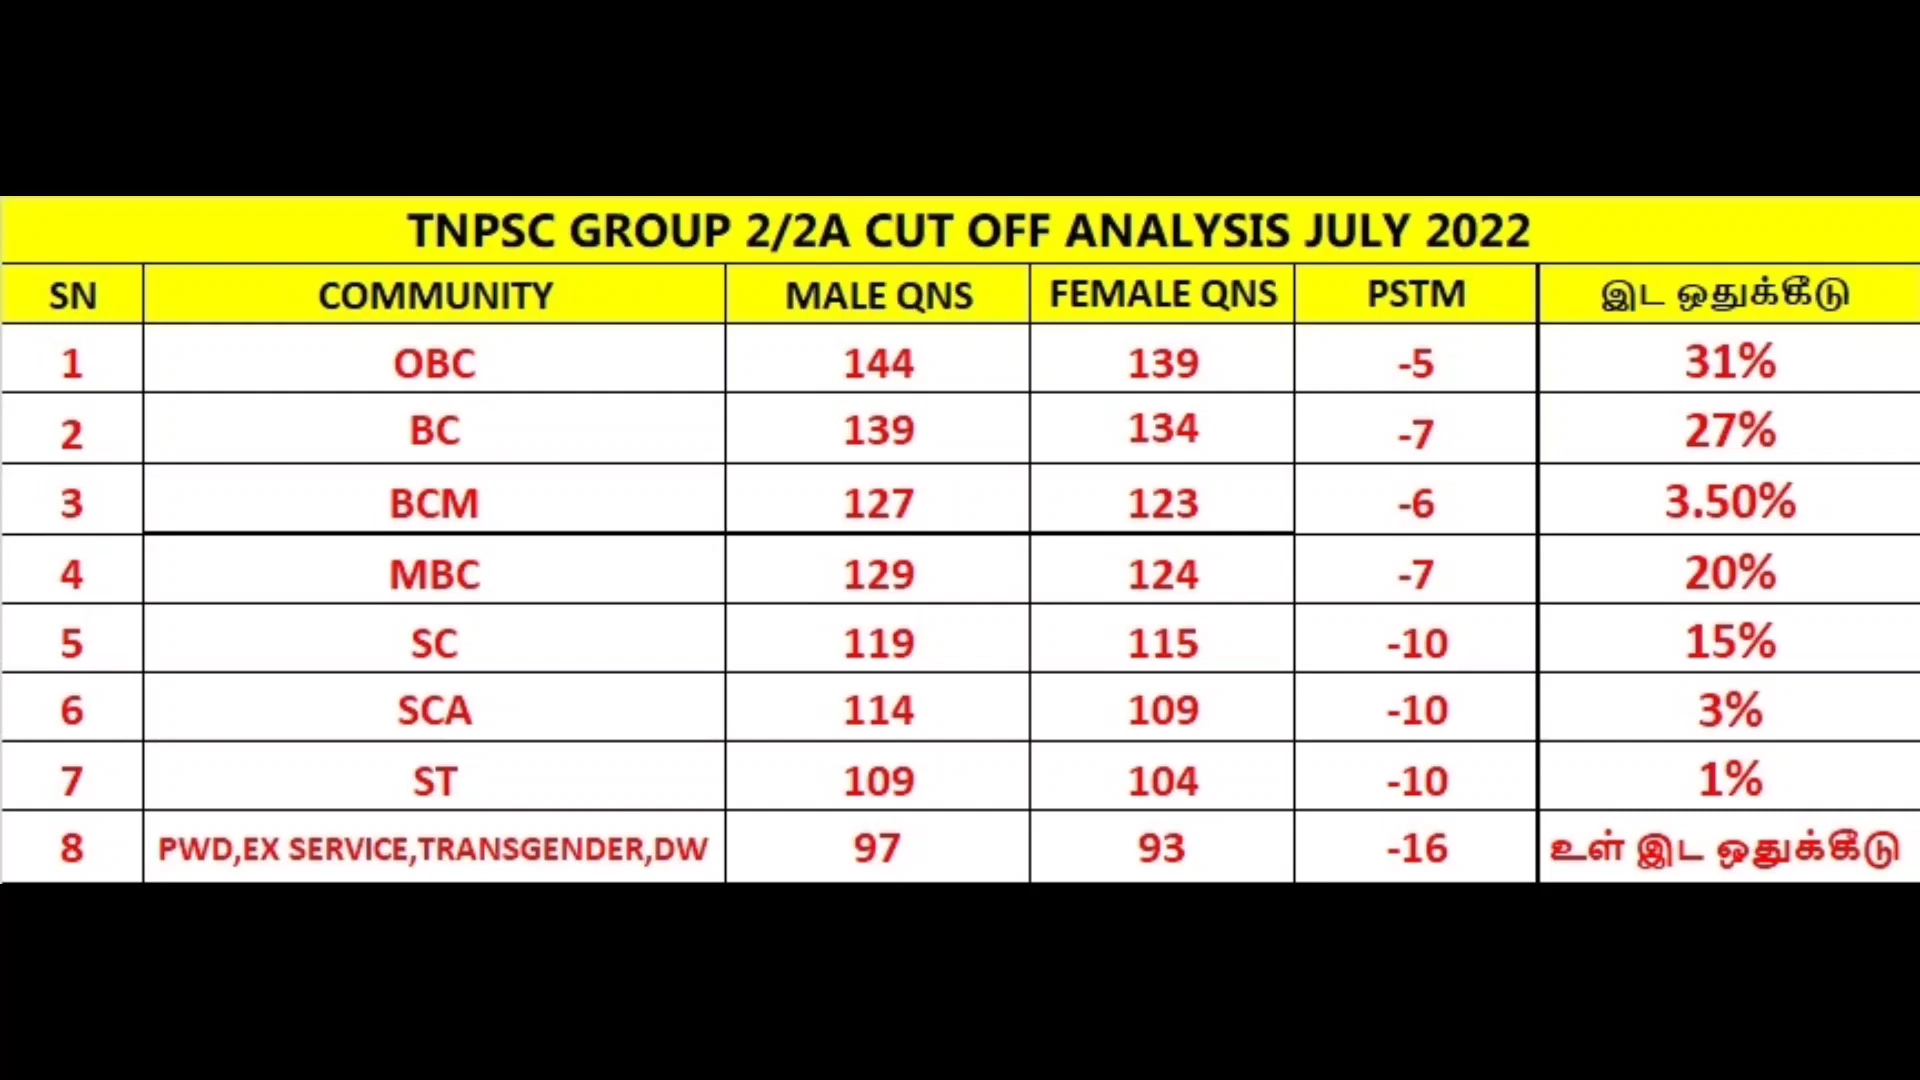 TNPSC GROUP 2/2A CUT OFF ANALYSIS JULY 2022
SN COMMUNITY MALE QNS FEMALE QNS PSTM இட ஒதுக்கீடு
1 OBC 144 139 -5 31%
2 BC 139 134 -7 27%
3 BCM 127 123 -6 3.50%
4 MBC 129 124 -7 20%
5 SC 119 115 -10 15%
6 SCA 114 109 -10 3%
7 ST 109 104 -10 1%
8 PWD,EX SERVICE,TRANSGENDER,DW 97 93 -16 உள் இட ஒதுக்கீடு